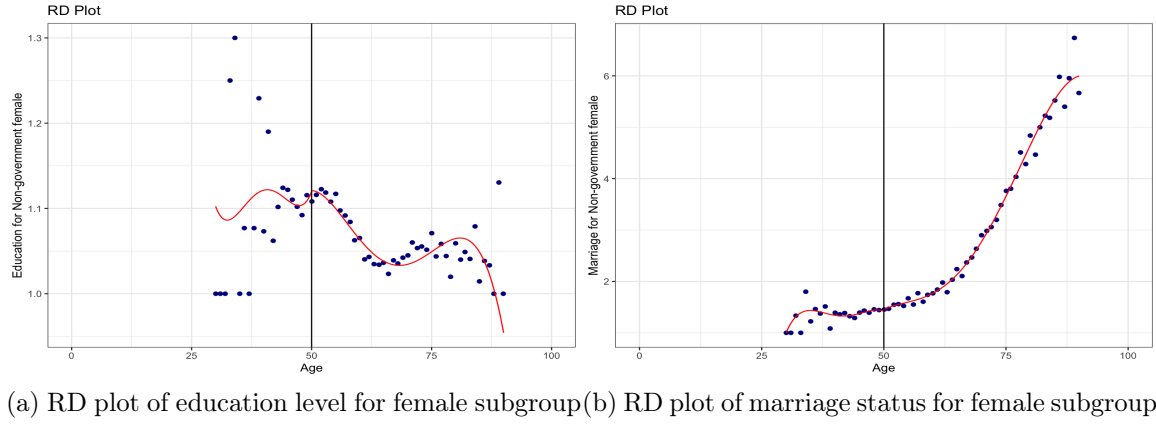 RD Plot
Education for Non-government female
1.3
1.2
1.1
1.0
0
25
50
75
100
Age
RD Plot
Marriage for Non-government female
6
4
2
0
25
50
75
100
Age
(a) RD plot of education level for female subgroup
(b) RD plot of marriage status for female subgroup